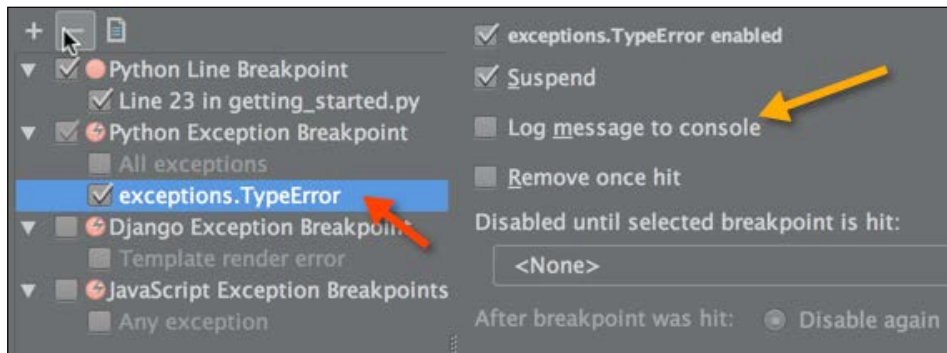 Python Line Breakpoint
Line 23 in getting_started.py
Python Exception Breakpoint
All exceptions
exceptions.TypeError
Django Exception Breakpoint
Template render error
JavaScript Exception Breakpoints
Any exception
exceptions.TypeError enabled
Suspend
Log message to console
Remove once hit
Disabled until selected breakpoint is hit:
<None>
After breakpoint was hit: Disable again